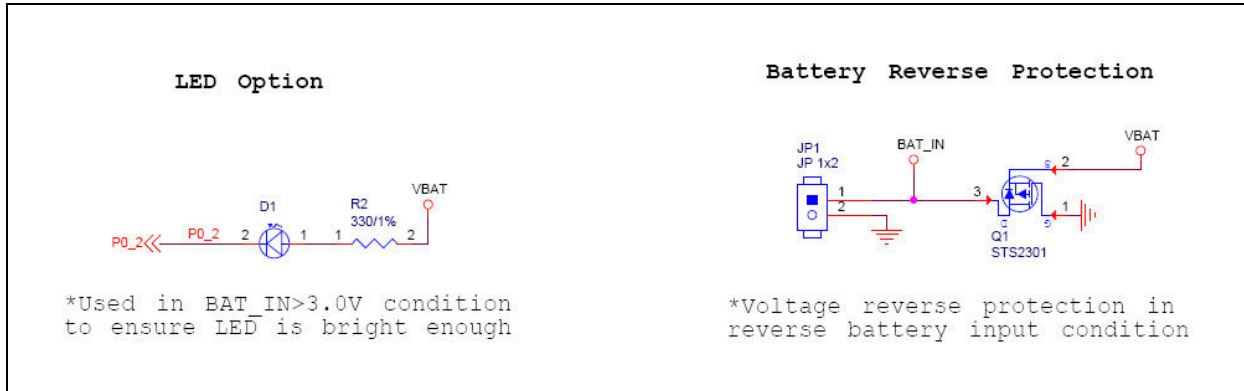 LED Option
P0_2
P0_2
2
D1
1
1
R2
330/1%
2
VBAT
*Used in BAT_IN>3.0V condition
to ensure LED is bright enough
Battery Reverse Protection
JP1
JP 1x2
1
2
BAT_IN
3
D
S
2
VBAT
G
1
Q1
STS2301
*Voltage reverse protection in
reverse battery input condition